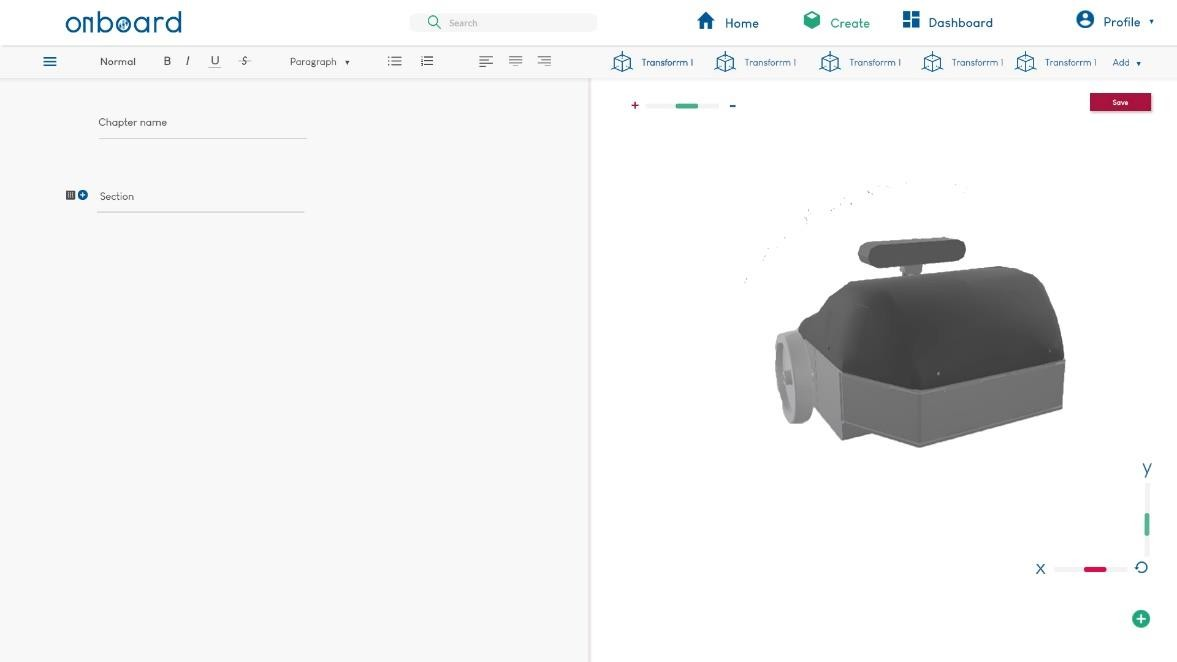 onboard
Search
Home
Create
Dashboard
Profile
Normal
B
I
U
S
Paragraph
Transforrm I
Transforrm I
Transforrm I
Transforrm I
Transforrm I
Add
Chapter name
Section
+
-
Save
y
x